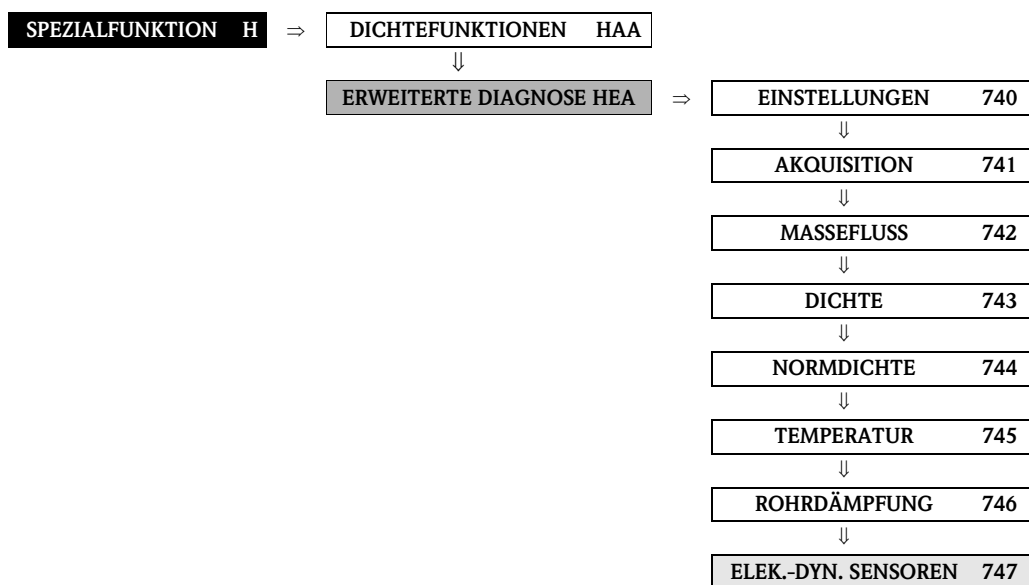 SPEZIALFUNKTION H ⇒ DICHTEFUNKTIONEN HAA
⇓
ERWEITERTE DIAGNOSE HEA ⇒ EINSTELLUNGEN 740
⇓
AKQUISITION 741
⇓
MASSEFLUSS 742
⇓
DICHTE 743
⇓
NORMDICHTE 744
⇓
TEMPERATUR 745
⇓
ROHRDÄMPFUNG 746
⇓
ELEK.-DYN. SENSOREN 747